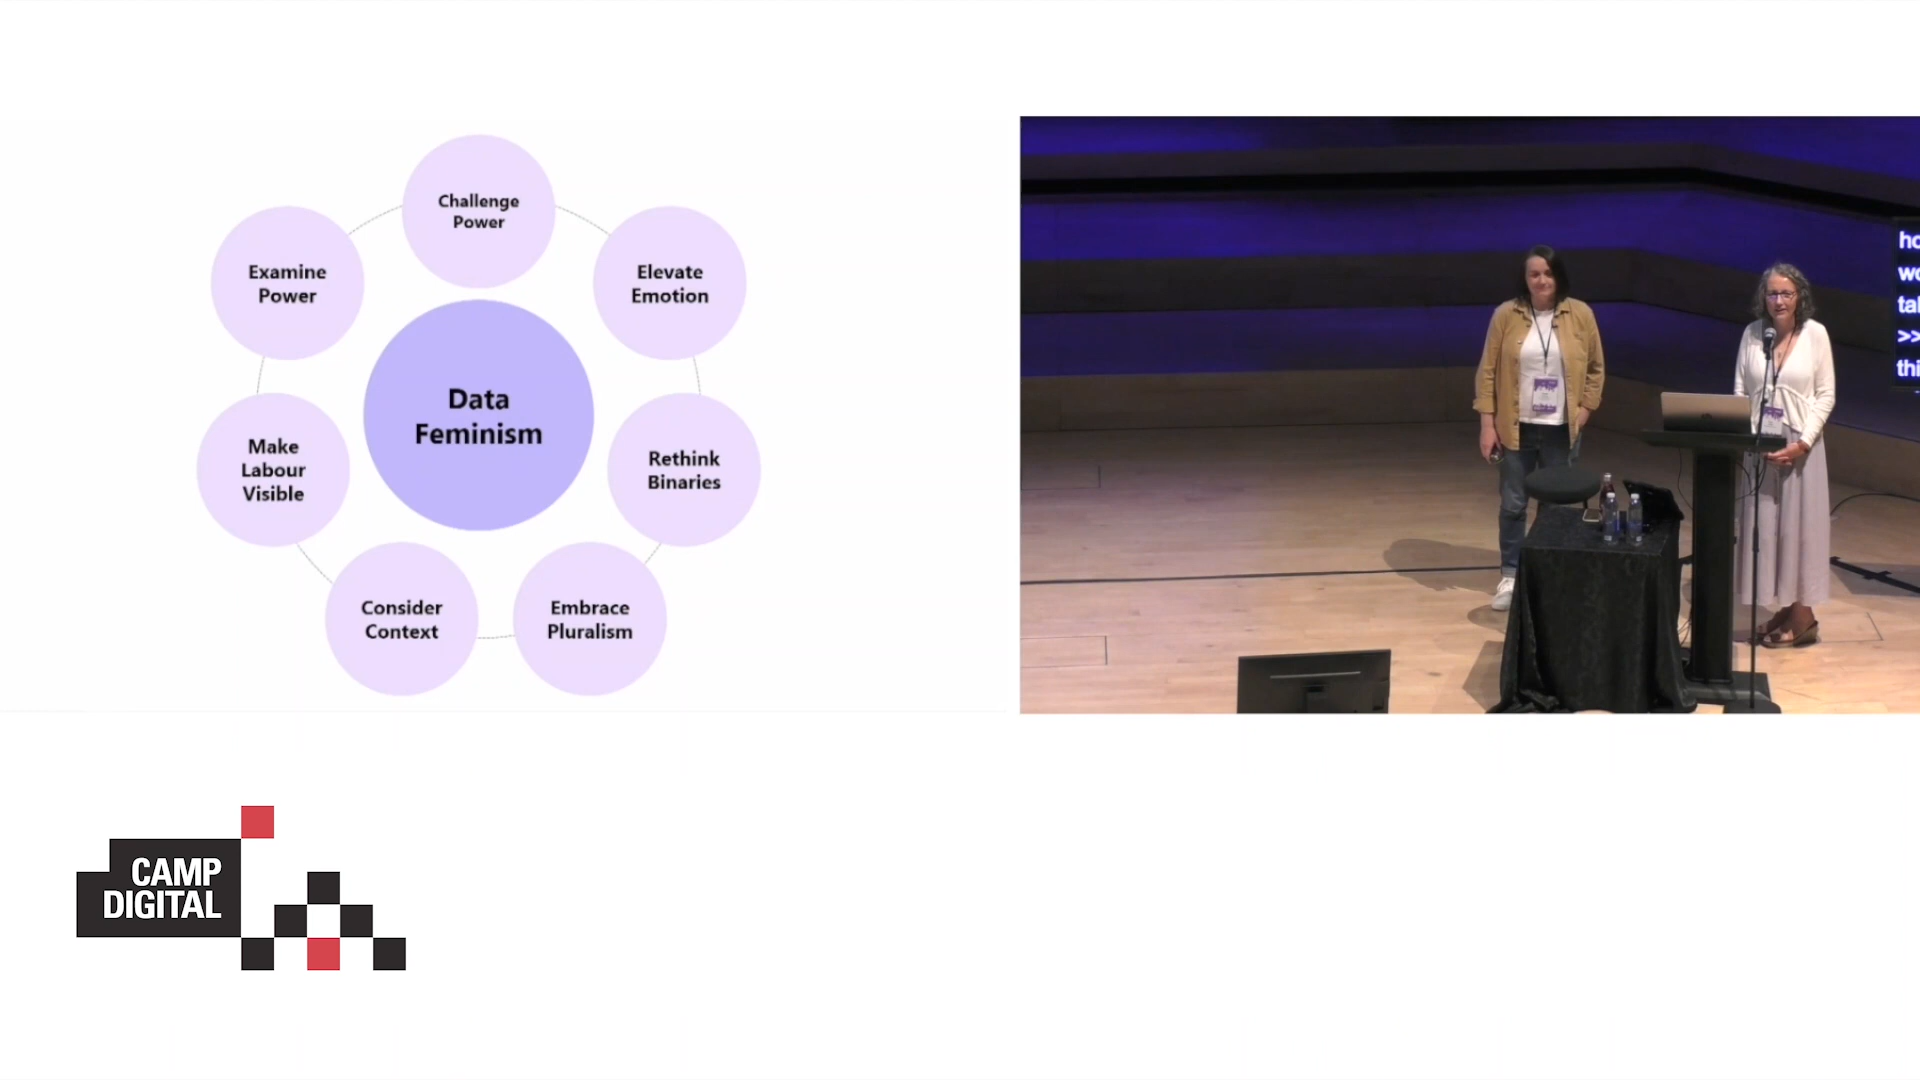 Challenge
Power
Examine
Power
Elevate
Emotion
Data
Feminism
Make
Labour
Visible
Rethink
Binaries
Consider
Context
Embrace
Pluralism
>>
CAMP
DIGITAL